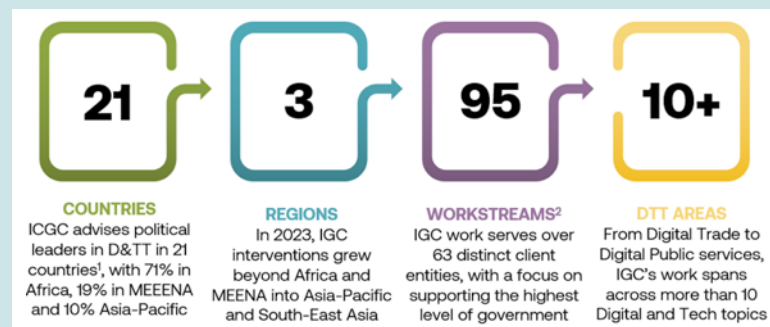 21
3
95
10+
COUNTRIES
ICGC advises political
leaders in D&TT in 21
countries¹, with 71% in
Africa, 19% in MEEENA
and 10% Asia-Pacific
REGIONS
In 2023, IGC
interventions grew
beyond Africa and
MEENA into Asia-Pacific
and South-East Asia
WORKSTREAMS²
IGC work serves over
63 distinct client
entities, with a focus on
supporting the highest
level of government
DTT AREAS
From Digital Trade to
Digital Public services,
IGC's work spans
across more than 10
Digital and Tech topics